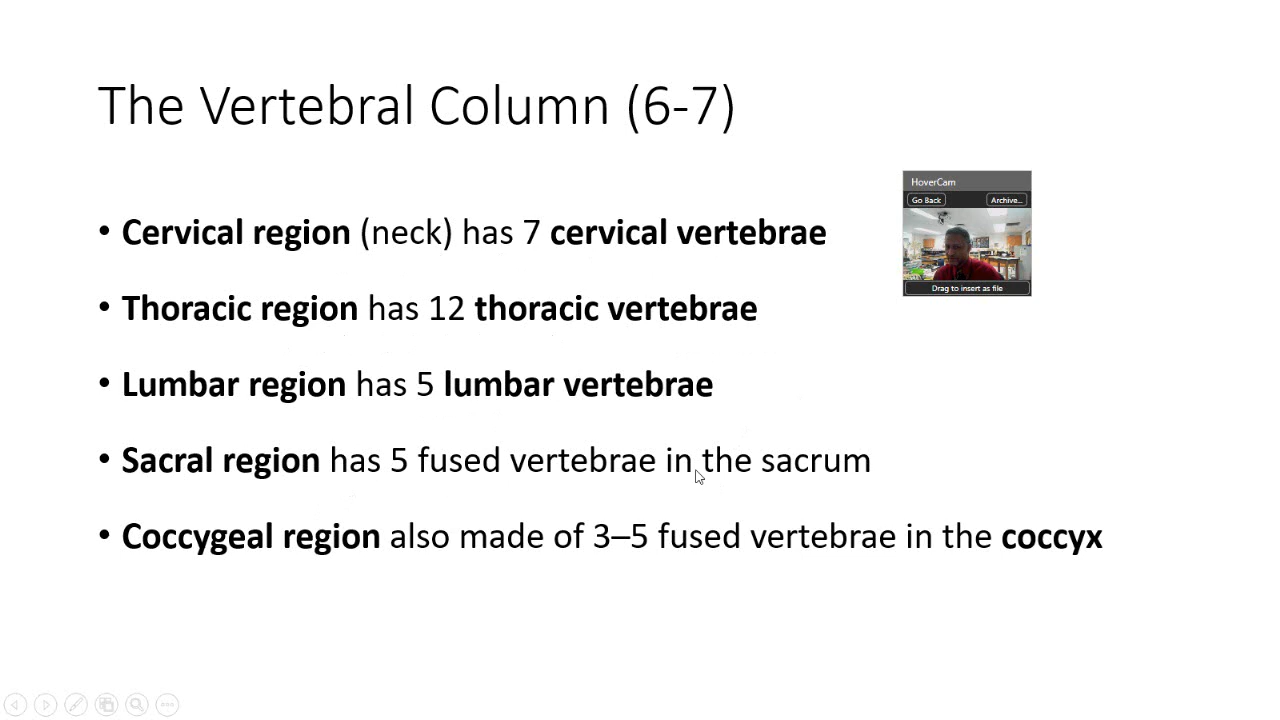 The Vertebral Column (6-7)
• Cervical region (neck) has 7 cervical vertebrae
• Thoracic region has 12 thoracic vertebrae
• Lumbar region has 5 lumbar vertebrae
• Sacral region has 5 fused vertebrae in the sacrum
• Coccygeal region also made of 3–5 fused vertebrae in the coccyx
HoverCam
Go Back Archive...
Drag to insert as file